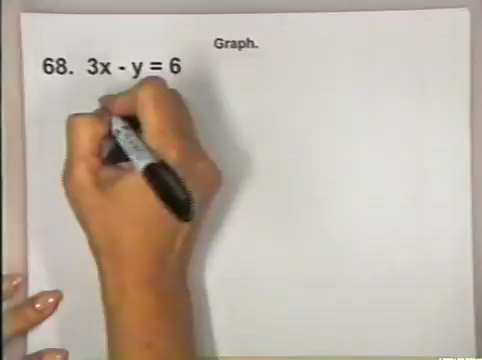 Graph.
68. 3x - y = 6